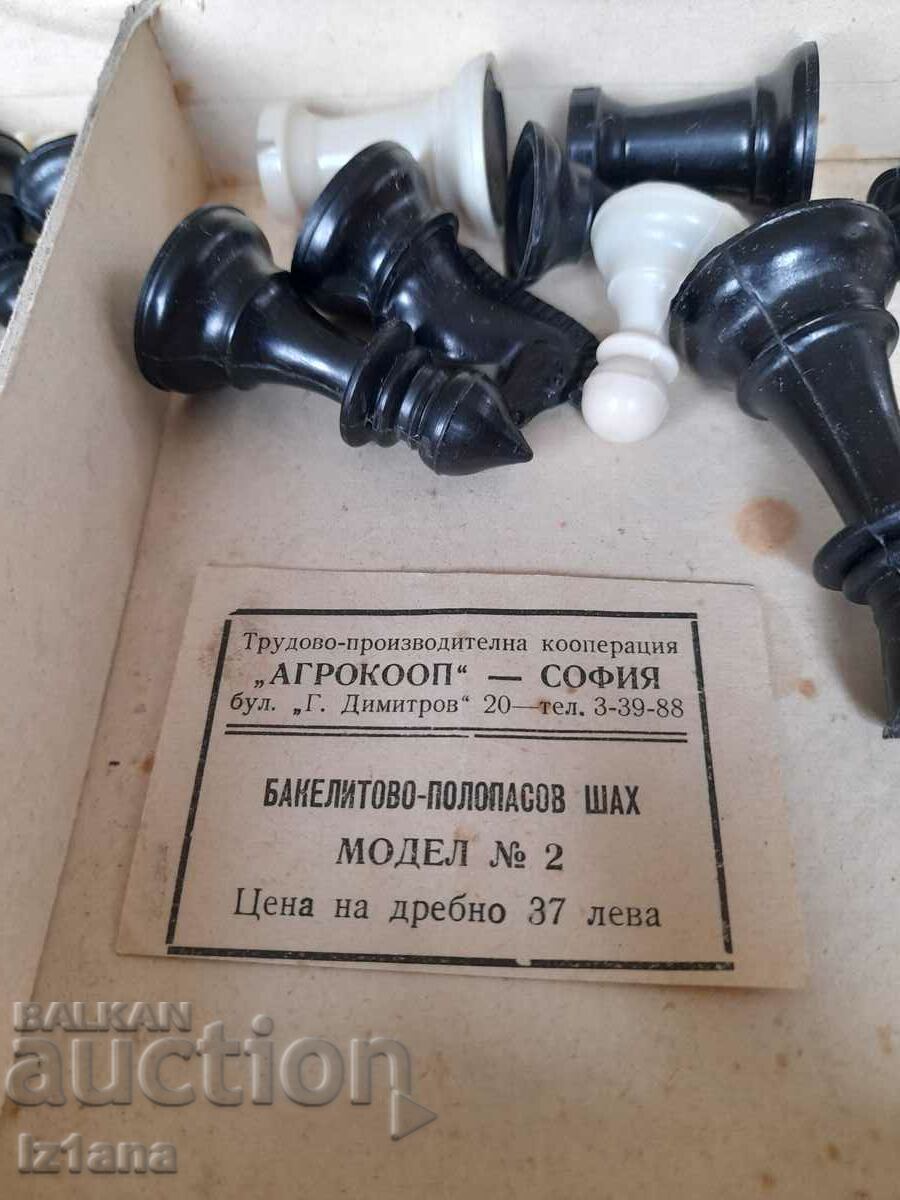 Трудово-производителна кооперация
„АГРОКООП“ — СОФИЯ
бул. „Г. Димитров“ 20—тел. 3-39-88
БАКЕЛИТОВО-ПОЛОПАСОВ ШАХ
МОДЕЛ № 2
Цена на дребно 37 лева
BALKAN
auction
Iz1ana